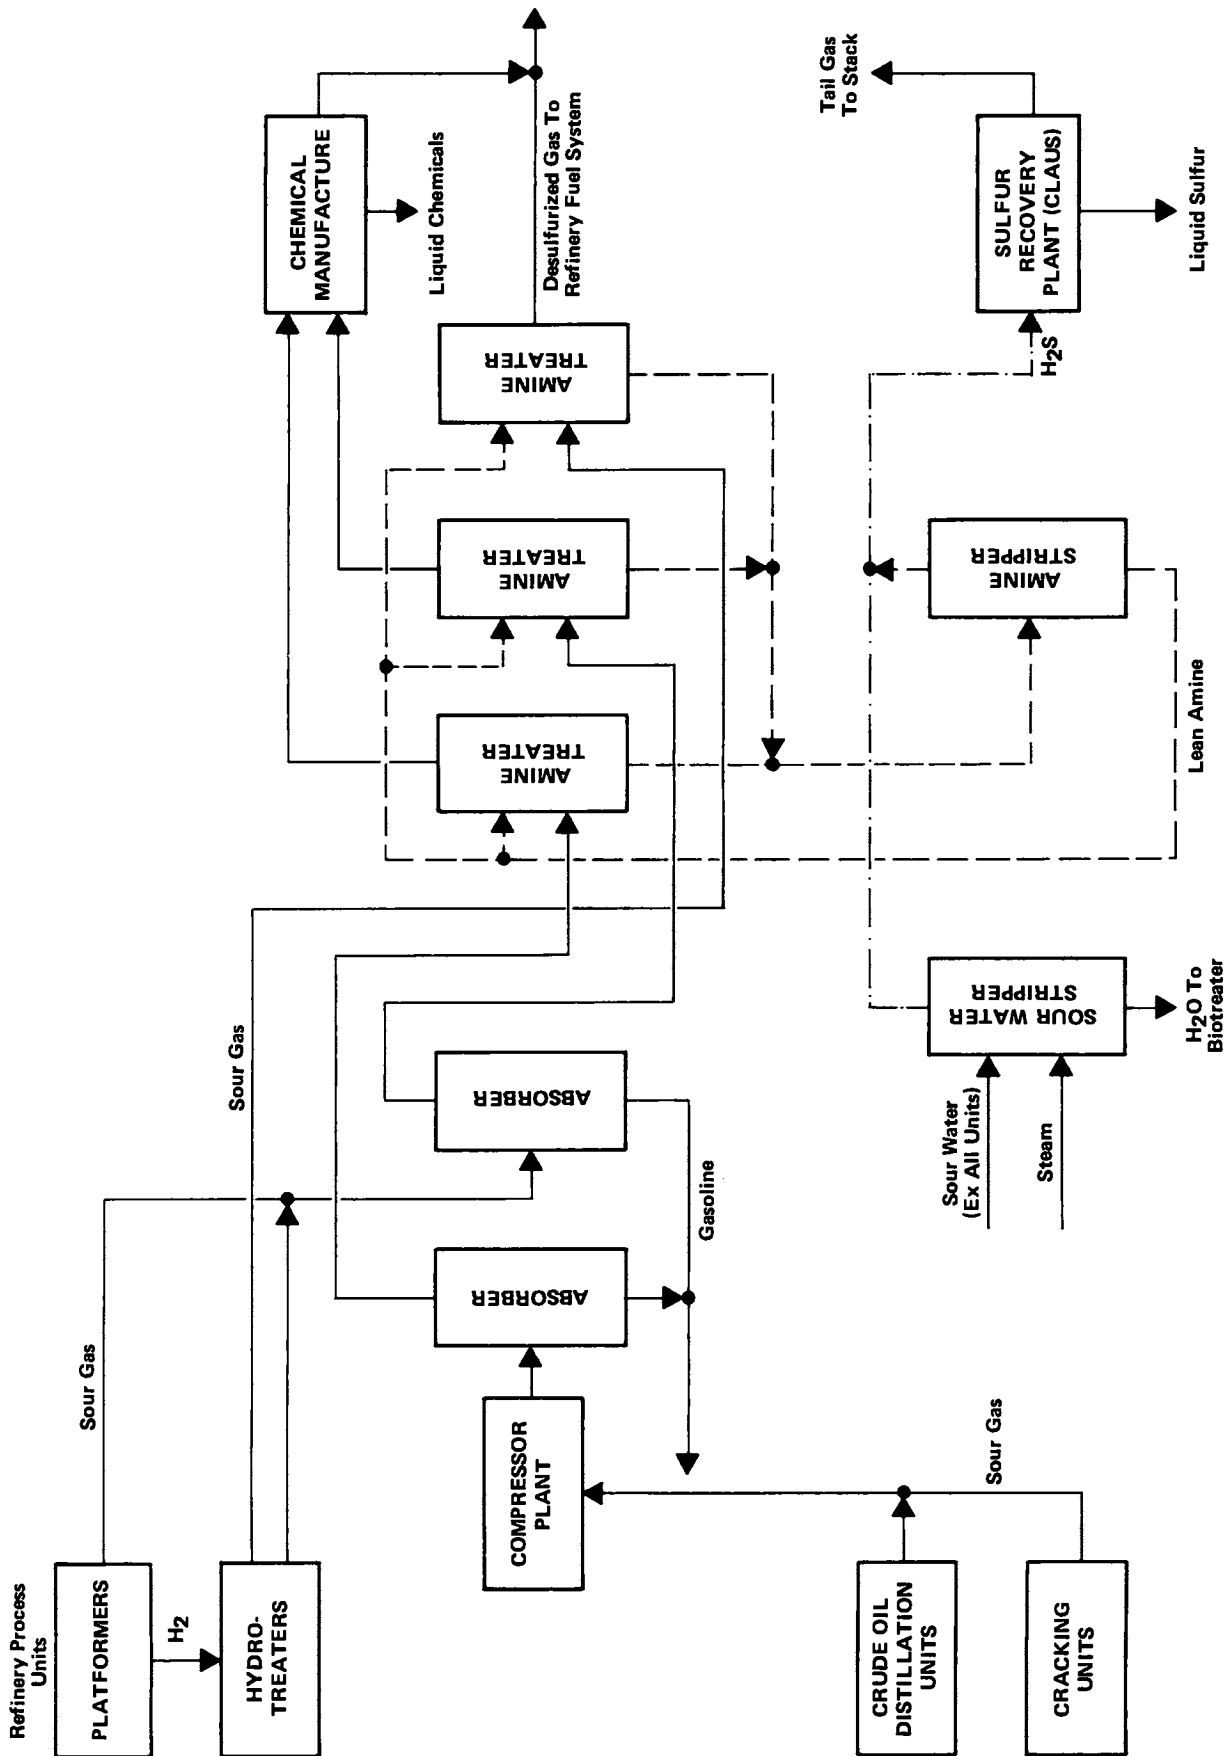 Refinery Process
Units
PLATFORMERS
H2
HYDRO-
TREATERS
Sour Gas
Sour Gas
COMPRESSOR
PLANT
CRUDE OIL
DISTILLATION
UNITS
CRACKING
UNITS
Sour Gas
ABSORBER
ABSORBER
Gasoline
Sour Water
(Ex All Units)
Steam
SOUR WATER
STRIPPER
H2O To
Biotreater
AMINE
TREATER
AMINE
TREATER
AMINE
TREATER
Lean Amine
AMINE
STRIPPER
CHEMICAL
MANUFACTURE
Liquid Chemicals
Desulfurized Gas To
Refinery Fuel System
H2S
SULFUR
RECOVERY
PLANT (CLAUS)
Tail Gas
To Stack
Liquid Sulfur